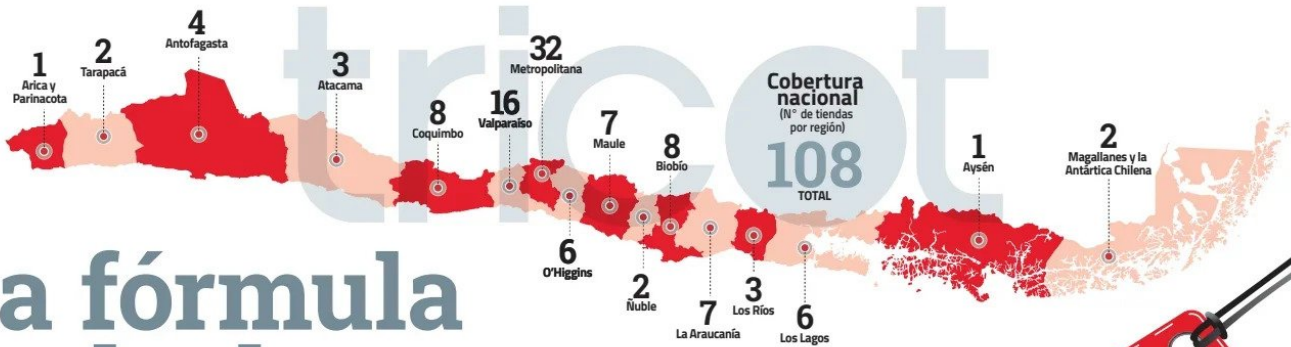 tricot
1
Arica y
Parinacota
2
Tarapacá
4
Antofagasta
3
Atacama
8
Coquimbo
16
Valparaíso
32
Metropolitana
6
O'Higgins
7
Maule
2
Ñuble
8
Biobío
7
La Araucanía
3
Los Ríos
6
Los Lagos
Cobertura
nacional
(N° de tiendas
por región)
108
TOTAL
1
Aysén
2
Magallanes y la
Antártica Chilena
a fórmula